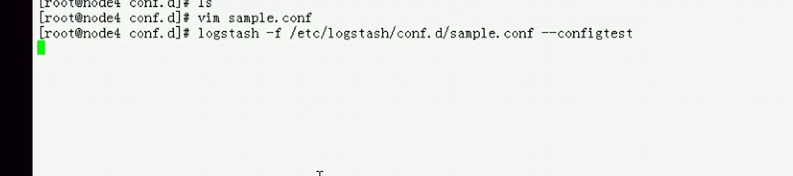 [root@node4 conf.d]# ls
[root@node4 conf.d]# vim sample.conf
[root@node4 conf.d]# logstash -f /etc/logstash/conf.d/sample.conf --configtest